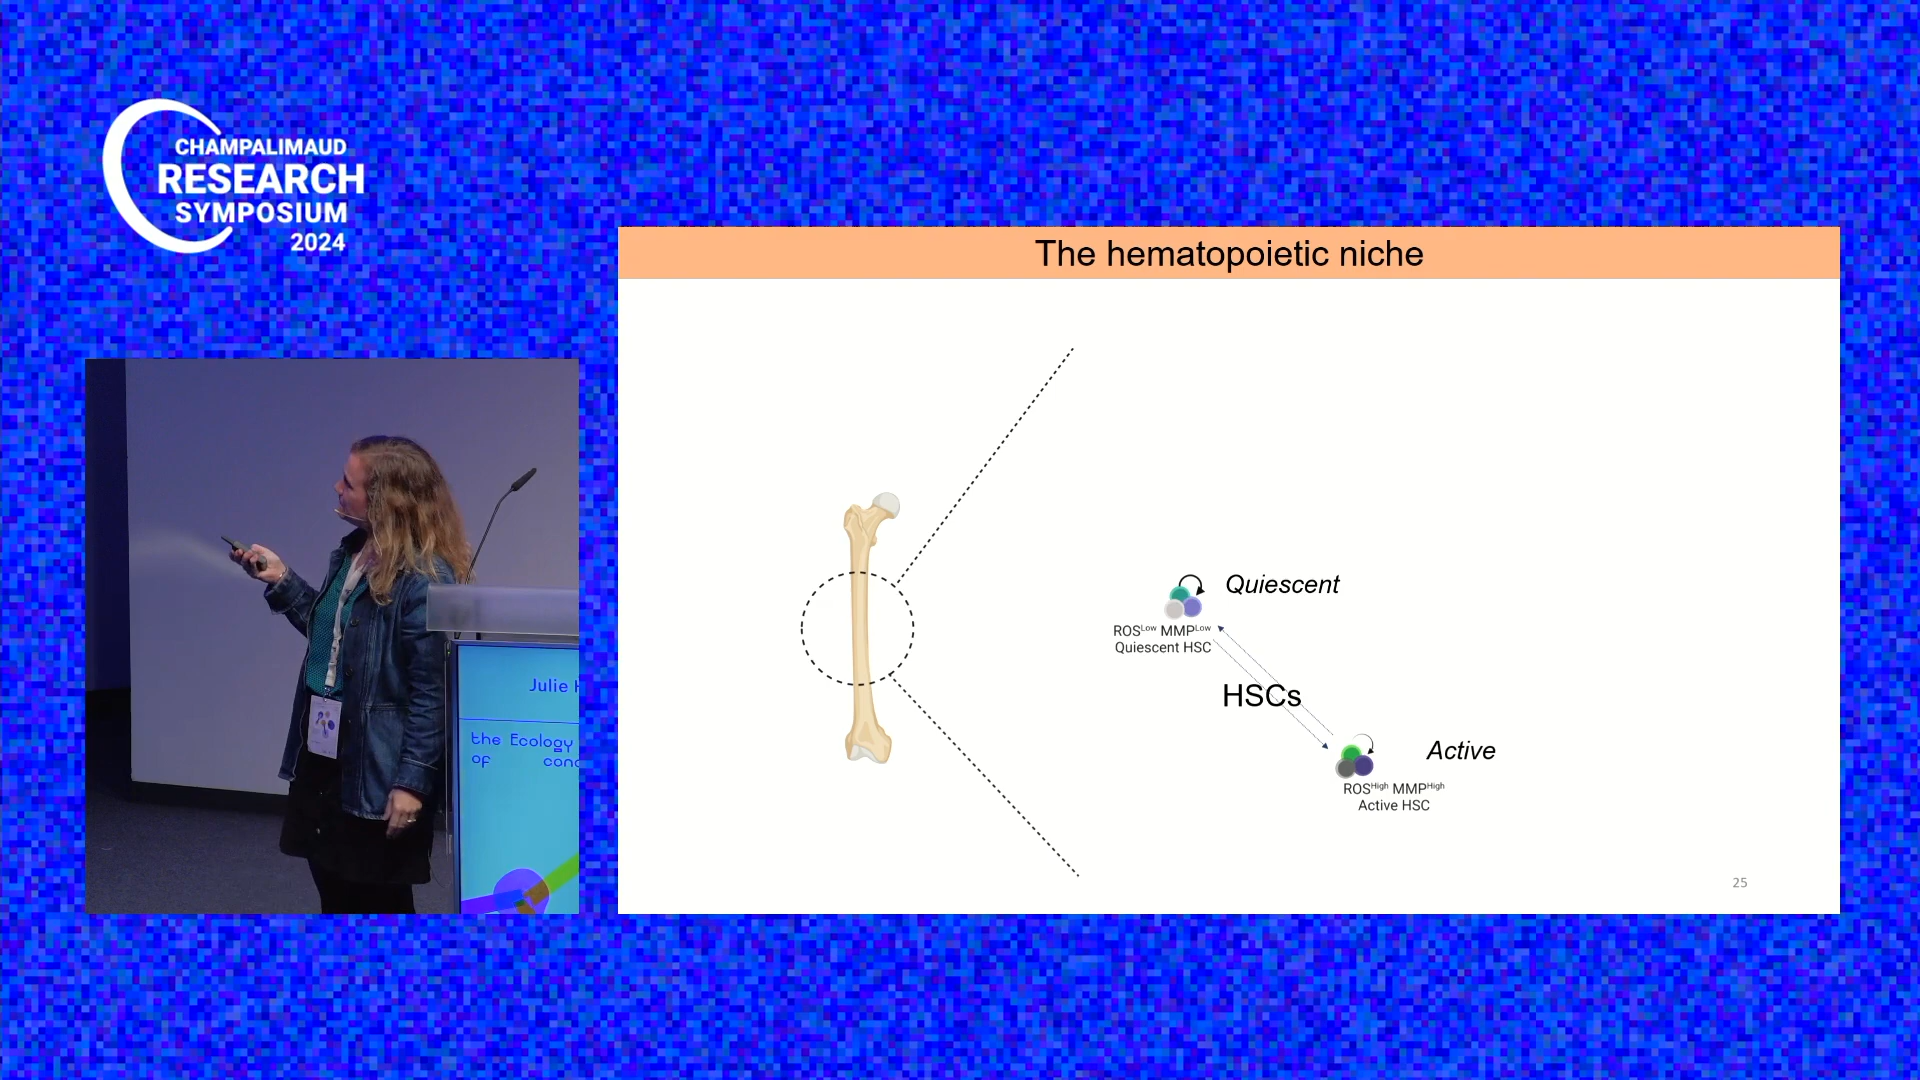 CHAMPALIMAUD
RESEARCH
SYMPOSIUM
2024
The hematopoietic niche
Quiescent
ROSLow MMPLow
Quiescent HSC
HSCs
Active
ROSHigh MMPHigh
Active HSC
25
Julie
the Ecology
of